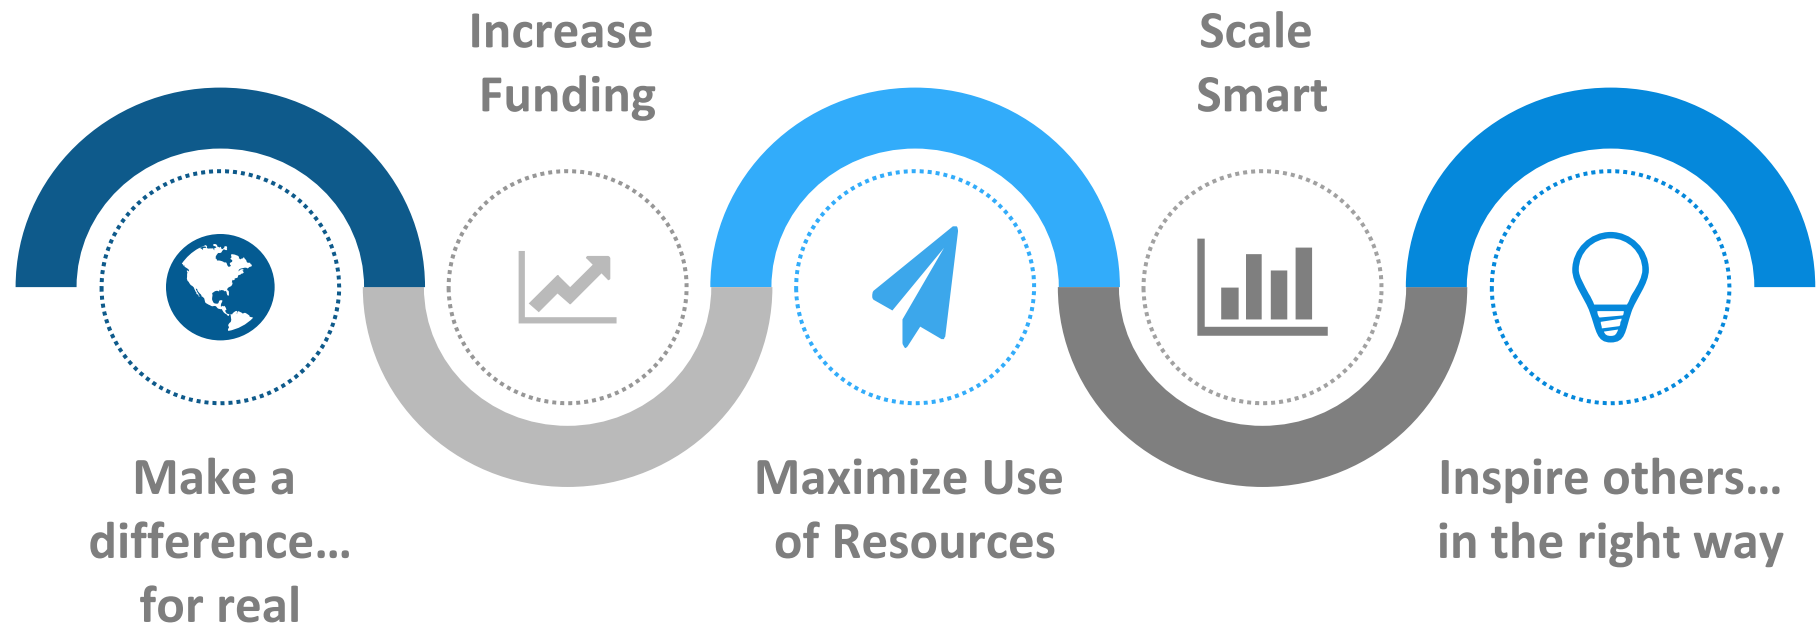 Make a
difference…
for real
Increase
Funding
Maximize Use
of Resources
Scale
Smart
Inspire others…
in the right way